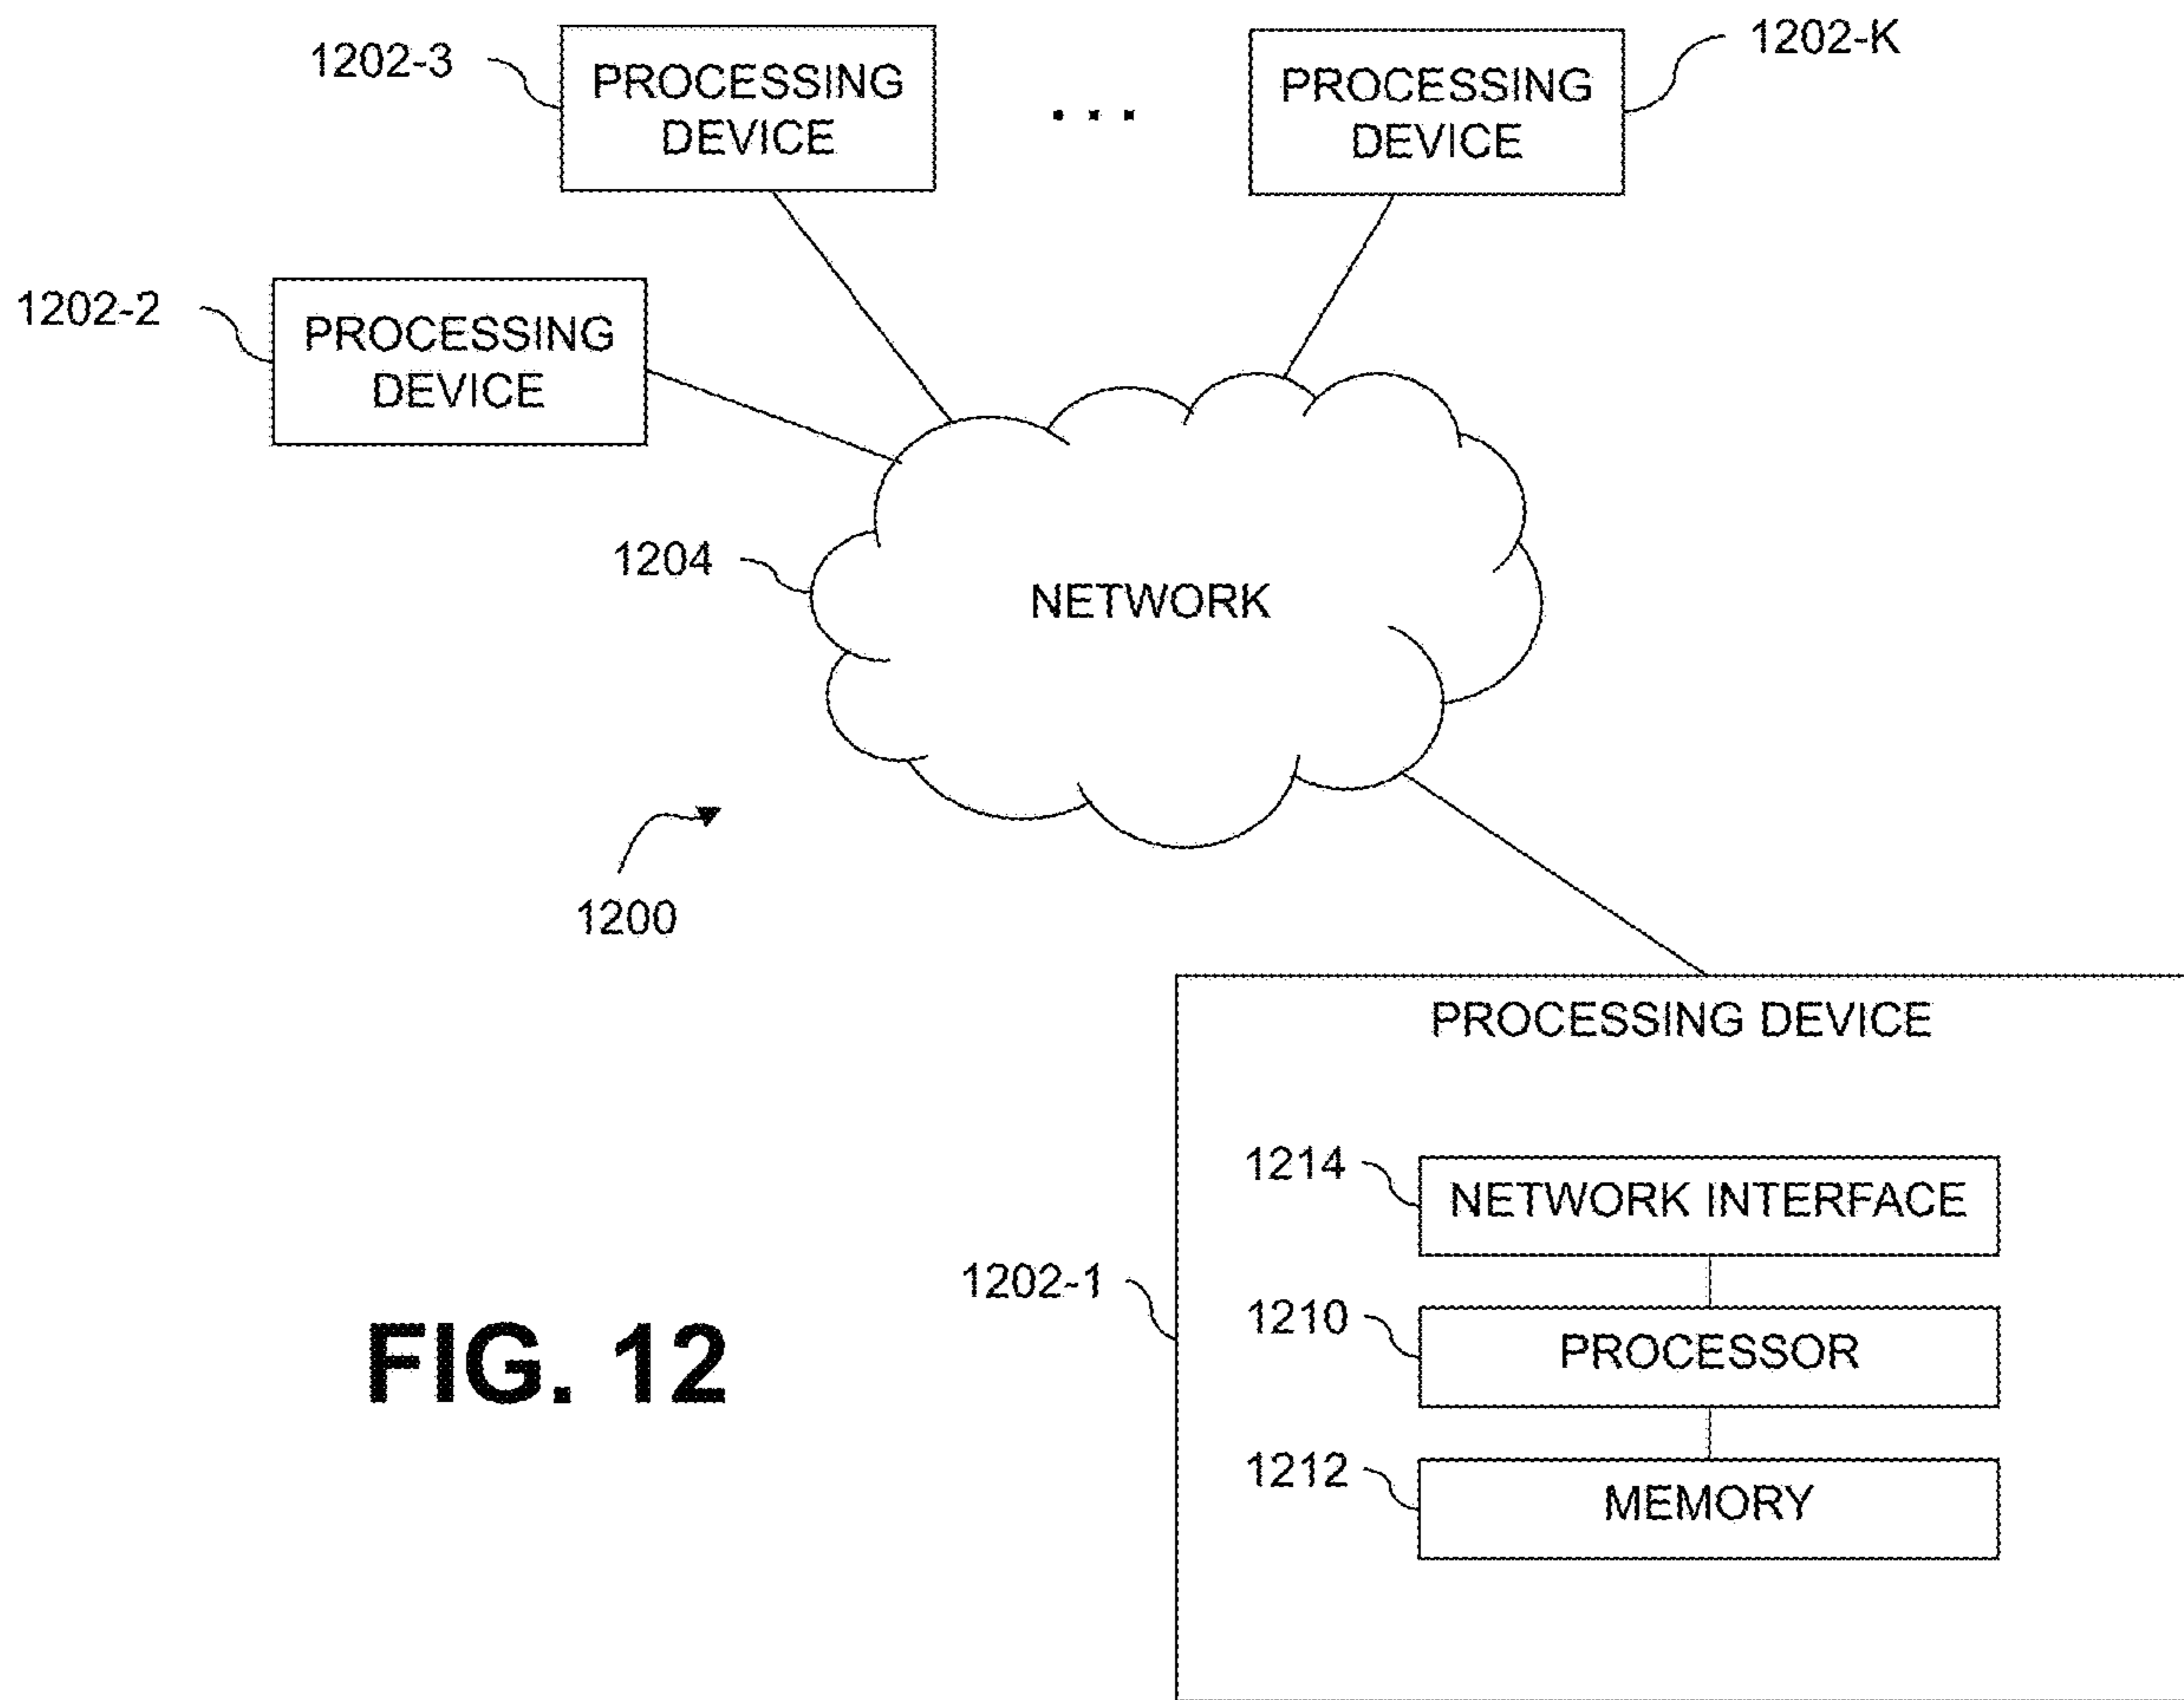 1202-3
PROCESSING
DEVICE
. . .
PROCESSING
DEVICE
1202-K
1202-2
PROCESSING
DEVICE
1204
NETWORK
1200
PROCESSING DEVICE
1214
NETWORK INTERFACE
1202-1
1210
PROCESSOR
1212
MEMORY
FIG. 12